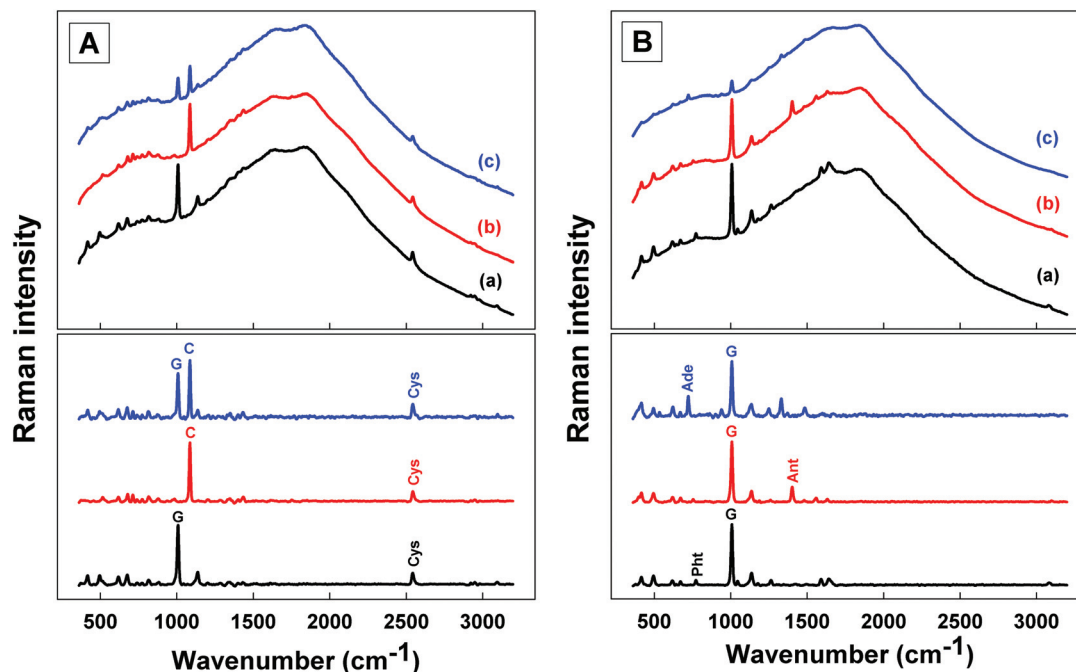 A
(c)
(b)
(a)
Raman intensity
C
G
Cys
C
Cys
G
Cys
500 1000 1500 2000 2500 3000
Wavenumber (cm-1)
B
(c)
(b)
(a)
Raman intensity
G
Ade
G
Ant
G
Pht
500 1000 1500 2000 2500 3000
Wavenumber (cm-1)